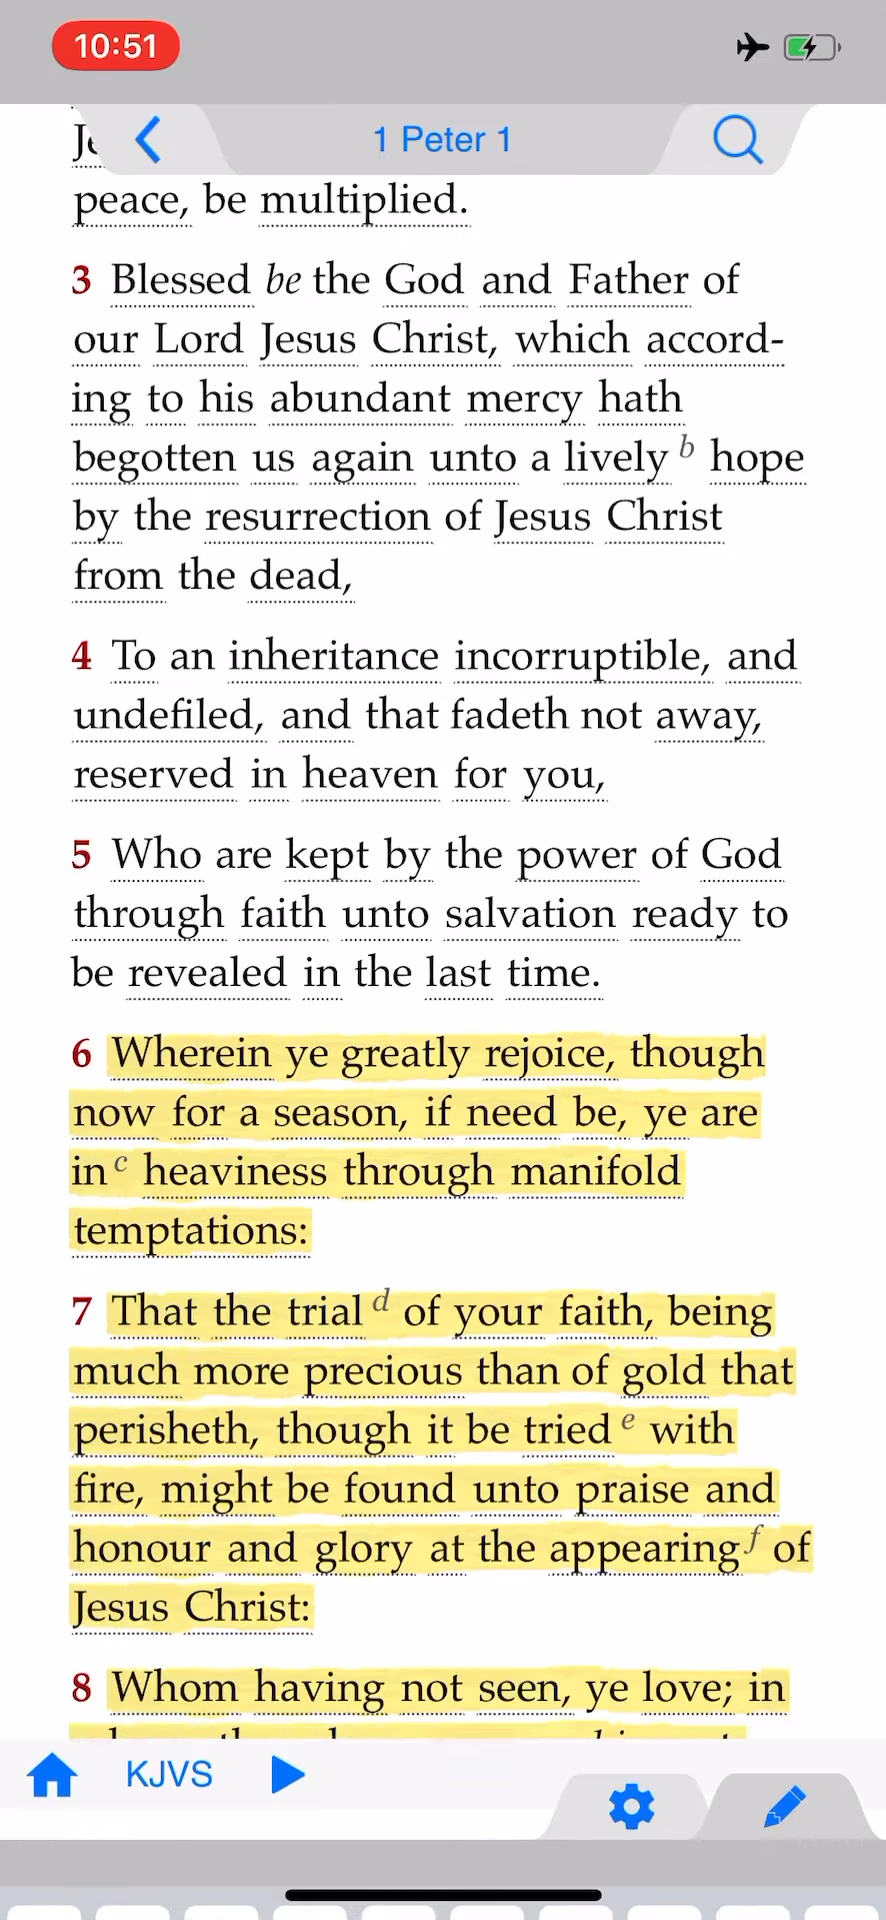 10:51
1 Peter 1
peace, be multiplied.
3 Blessed be the God and Father of
our Lord Jesus Christ, which accord-
ing to his abundant mercy hath
begotten us again unto a lively b hope
by the resurrection of Jesus Christ
from the dead,
4 To an inheritance incorruptible, and
undefiled, and that fadeth not away,
reserved in heaven for you,
5 Who are kept by the power of God
through faith unto salvation ready to
be revealed in the last time.
6 Wherein ye greatly rejoice, though
now for a season, if need be, ye are
in c heaviness through manifold
temptations:
7 That the trial d of your faith, being
much more precious than of gold that
perisheth, though it be tried e with
fire, might be found unto praise and
honour and glory at the appearing f of
Jesus Christ:
8 Whom having not seen, ye love; in
KJVS